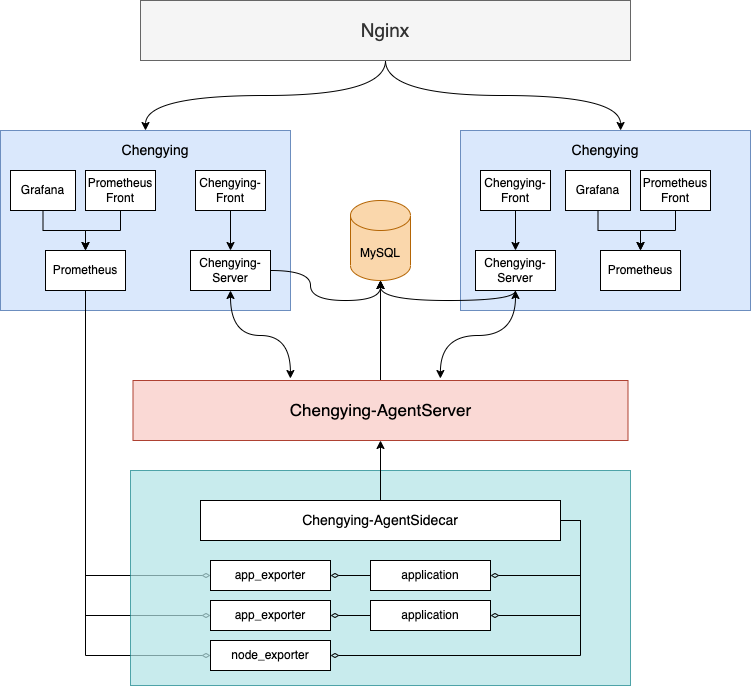 Nginx
Chengying
Grafana
Prometheus
Front
Chengying-
Front
Prometheus
Chengying-
Server
MySQL
Chengying
Chengying-
Front
Grafana
Prometheus
Front
Chengying-
Server
Prometheus
Chengying-AgentServer
Chengying-AgentSidecar
app_exporter
application
app_exporter
application
node_exporter